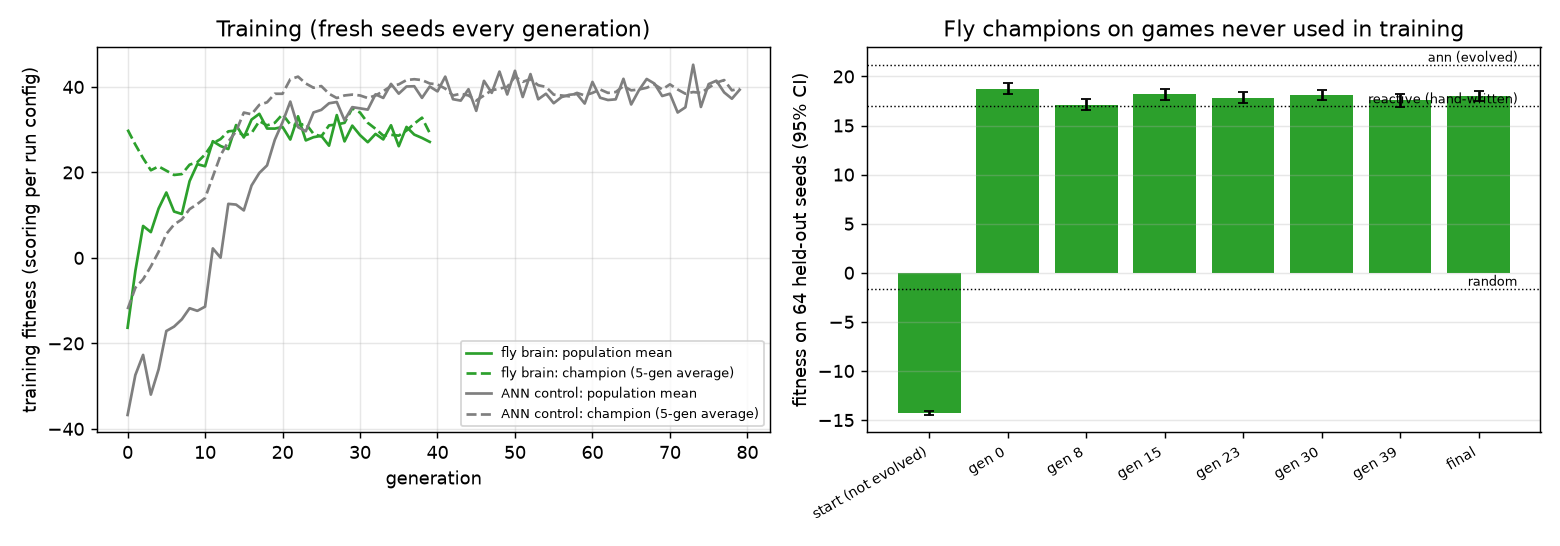 Training (fresh seeds every generation)
training fitness (scoring per run config)
40
20
0
−20
−40
0 10 20 30 40 50 60 70 80
generation
fly brain: population mean
fly brain: champion (5-gen average)
ANN control: population mean
ANN control: champion (5-gen average)
Fly champions on games never used in training
fitness on 64 held-out seeds (95% CI)
20
15
10
5
0
−5
−10
−15
ann (evolved)
reactive (hand-written)
random
start (not evolved)
gen 0
gen 8
gen 15
gen 23
gen 30
gen 39
final